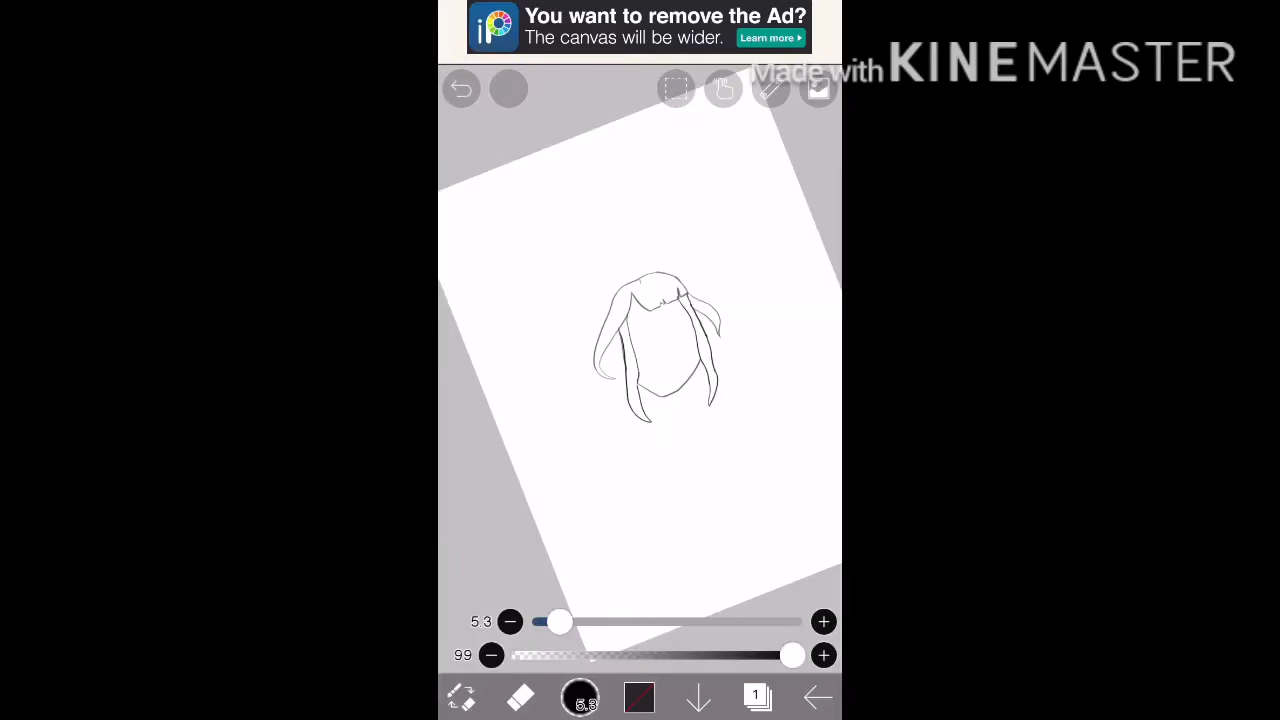 iP
You want to remove the Ad?
The canvas will be wider.
Learn more
Made with KINEMASTER
5 3
99
5.3
1